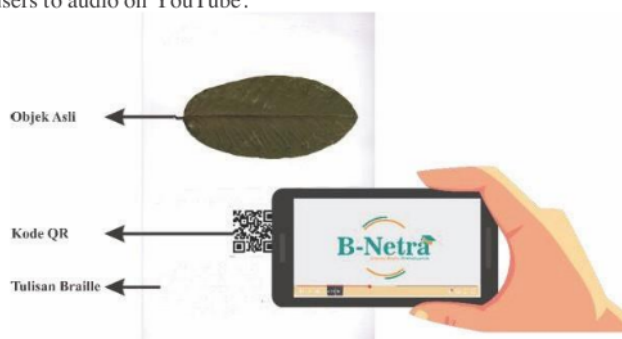 users to audio on YouTube.
Objek Asli
Kode QR
B-Netra
Tulisan Braille